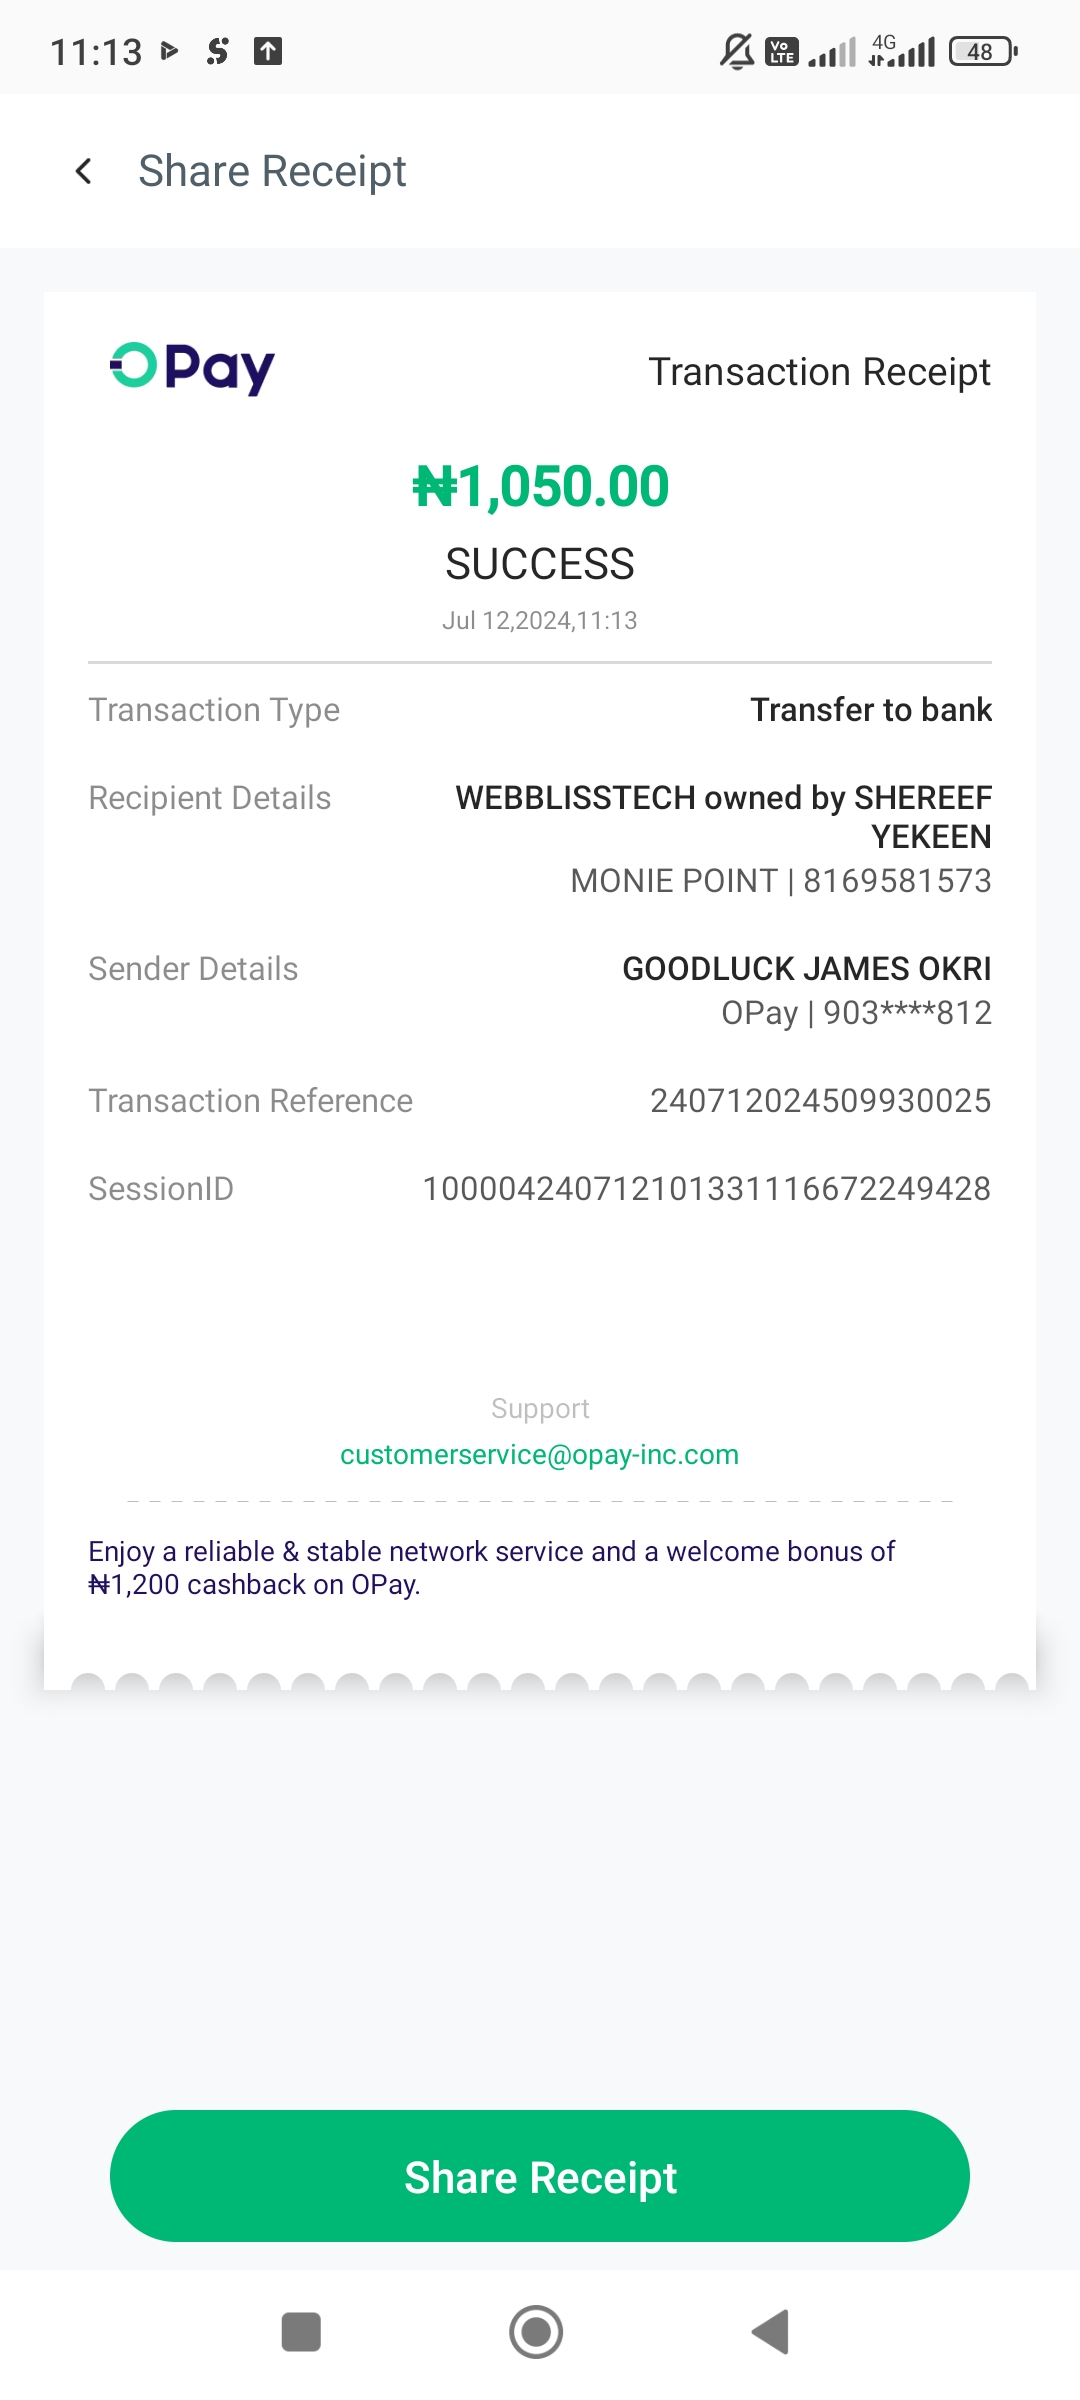 11:13
Vo LTE
4G
48
Share Receipt
OPay
Transaction Receipt
₦1,050.00
SUCCESS
Jul 12,2024,11:13
Transaction Type
Transfer to bank
Recipient Details
WEBBLISSTECH owned by SHEREEF
YEKEEN
MONIE POINT | 8169581573
Sender Details
GOODLUCK JAMES OKRI
OPay | 903****812
Transaction Reference
240712024509930025
SessionID
100004240712101331116672249428
Support
customerservice@opay-inc.com
Enjoy a reliable & stable network service and a welcome bonus of
₦1,200 cashback on OPay.
Share Receipt